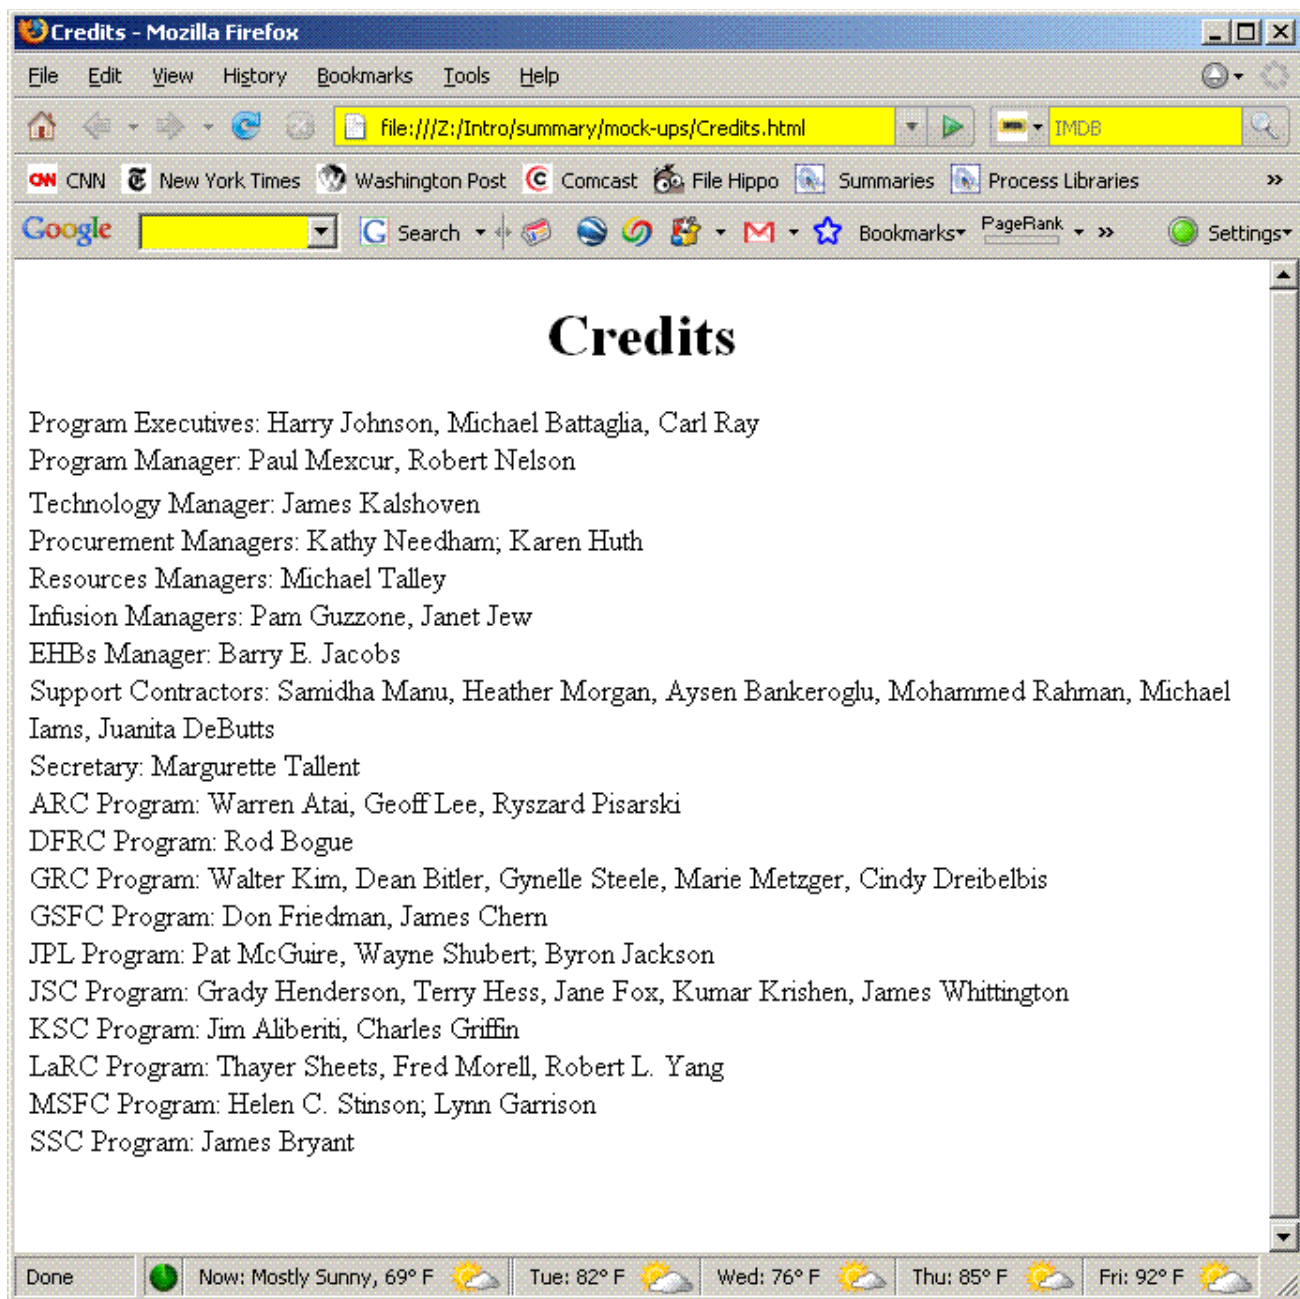 Credits - Mozilla Firefox
File Edit View History Bookmarks Tools Help
file:///Z:/Intro/summary/mock-ups/Credits.html IMDB
CNN CNN New York Times Washington Post Comcast File Hippo Summaries Process Libraries »
Google G Search Bookmarks PageRank » Settings
Credits
Program Executives: Harry Johnson, Michael Battaglia, Carl Ray
Program Manager: Paul Mexcur, Robert Nelson
Technology Manager: James Kalshoven
Procurement Managers: Kathy Needham; Karen Huth
Resources Managers: Michael Talley
Infusion Managers: Pam Guzzone, Janet Jew
EHBs Manager: Barry E. Jacobs
Support Contractors: Samidha Manu, Heather Morgan, Aysen Bankeroglu, Mohammed Rahman, Michael
Iams, Juanita DeButts
Secretary: Margurette Tallent
ARC Program: Warren Atai, Geoff Lee, Ryszard Pisarski
DFRC Program: Rod Bogue
GRC Program: Walter Kim, Dean Bitler, Gynelle Steele, Marie Metzger, Cindy Dreibelbis
GSFC Program: Don Friedman, James Chern
JPL Program: Pat McGuire, Wayne Shubert; Byron Jackson
JSC Program: Grady Henderson, Terry Hess, Jane Fox, Kumar Krishen, James Whittington
KSC Program: Jim Aliberiti, Charles Griffin
LaRC Program: Thayer Sheets, Fred Morell, Robert L. Yang
MSFC Program: Helen C. Stinson; Lynn Garrison
SSC Program: James Bryant
Done Now: Mostly Sunny, 69° F Tue: 82° F Wed: 76° F Thu: 85° F Fri: 92° F